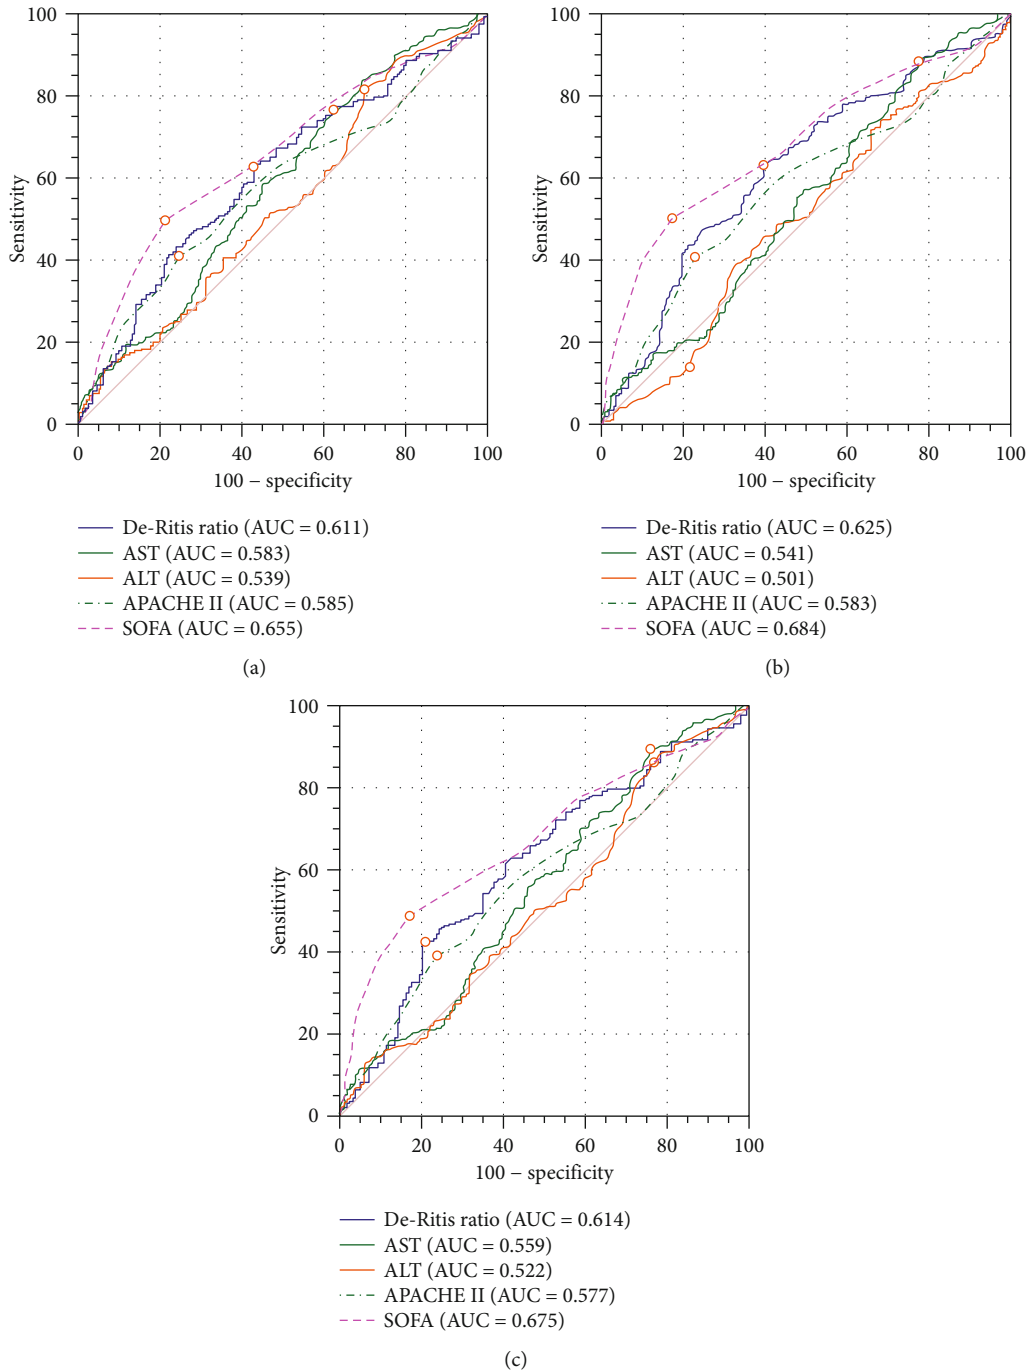 100
80
60
40
20
0
Sensitivity
0 20 40 60 80 100
100 − specificity
De-Ritis ratio (AUC = 0.611)
AST (AUC = 0.583)
ALT (AUC = 0.539)
APACHE II (AUC = 0.585)
SOFA (AUC = 0.655)
(a)
100
80
60
40
20
0
Sensitivity
0 20 40 60 80 100
100 − specificity
De-Ritis ratio (AUC = 0.625)
AST (AUC = 0.541)
ALT (AUC = 0.501)
APACHE II (AUC = 0.583)
SOFA (AUC = 0.684)
(b)
100
80
60
40
20
0
Sensitivity
0 20 40 60 80 100
100 − specificity
De-Ritis ratio (AUC = 0.614)
AST (AUC = 0.559)
ALT (AUC = 0.522)
APACHE II (AUC = 0.577)
SOFA (AUC = 0.675)
(c)